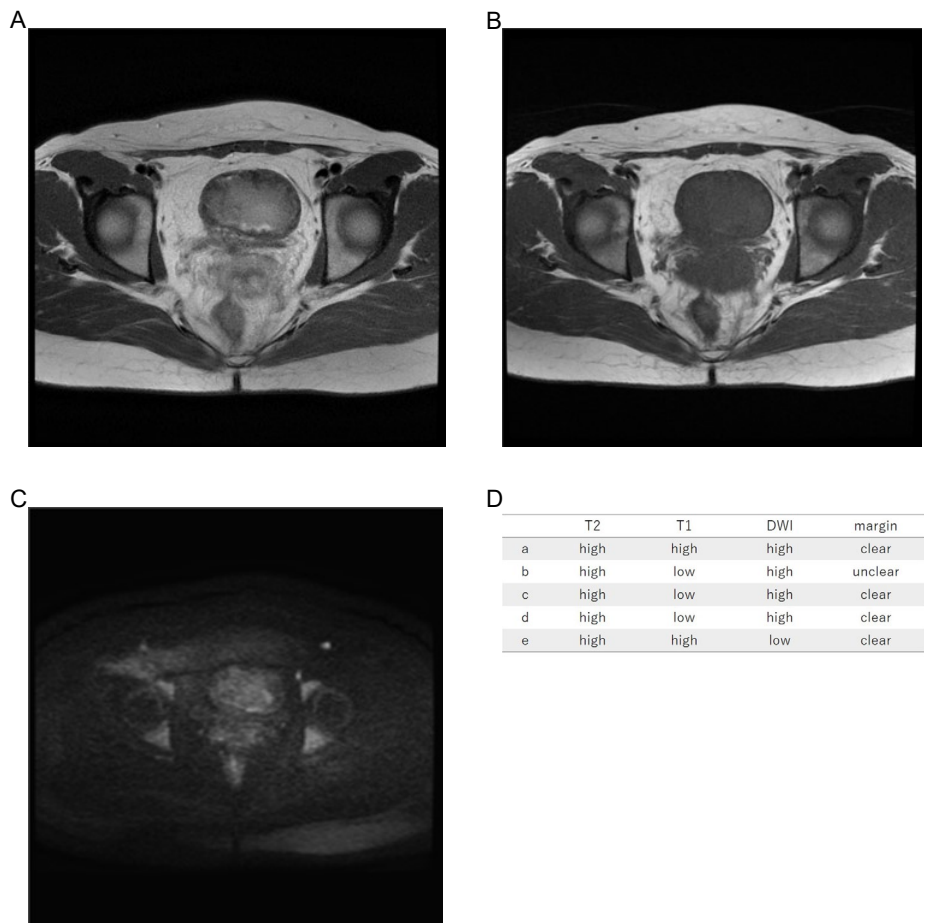 A
B
C
D
T2 T1 DWI margin
a high high high clear
b high low high unclear
c high low high clear
d high low high clear
e high high low clear